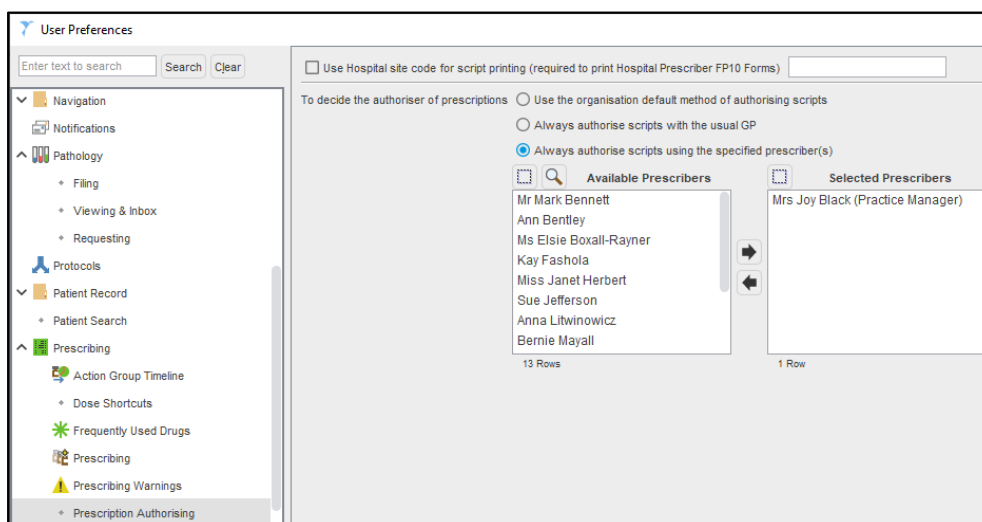 User Preferences
Enter text to search Search Clear
Navigation
Notifications
Pathology
Filing
Viewing & Inbox
Requesting
Protocols
Patient Record
Patient Search
Prescribing
Action Group Timeline
Dose Shortcuts
Frequently Used Drugs
Prescribing
Prescribing Warnings
Prescription Authorising
Use Hospital site code for script printing (required to print Hospital Prescriber FP10 Forms)
To decide the authoriser of prescriptions Use the organisation default method of authorising scripts
Always authorise scripts with the usual GP
Always authorise scripts using the specified prescriber(s)
Available Prescribers
Mr Mark Bennett
Ann Bentley
Ms Elsie Boxall-Rayner
Kay Fashola
Miss Janet Herbert
Sue Jefferson
Anna Litwinowicz
Bernie Mayall
13 Rows
Selected Prescribers
Mrs Joy Black (Practice Manager)
1 Row